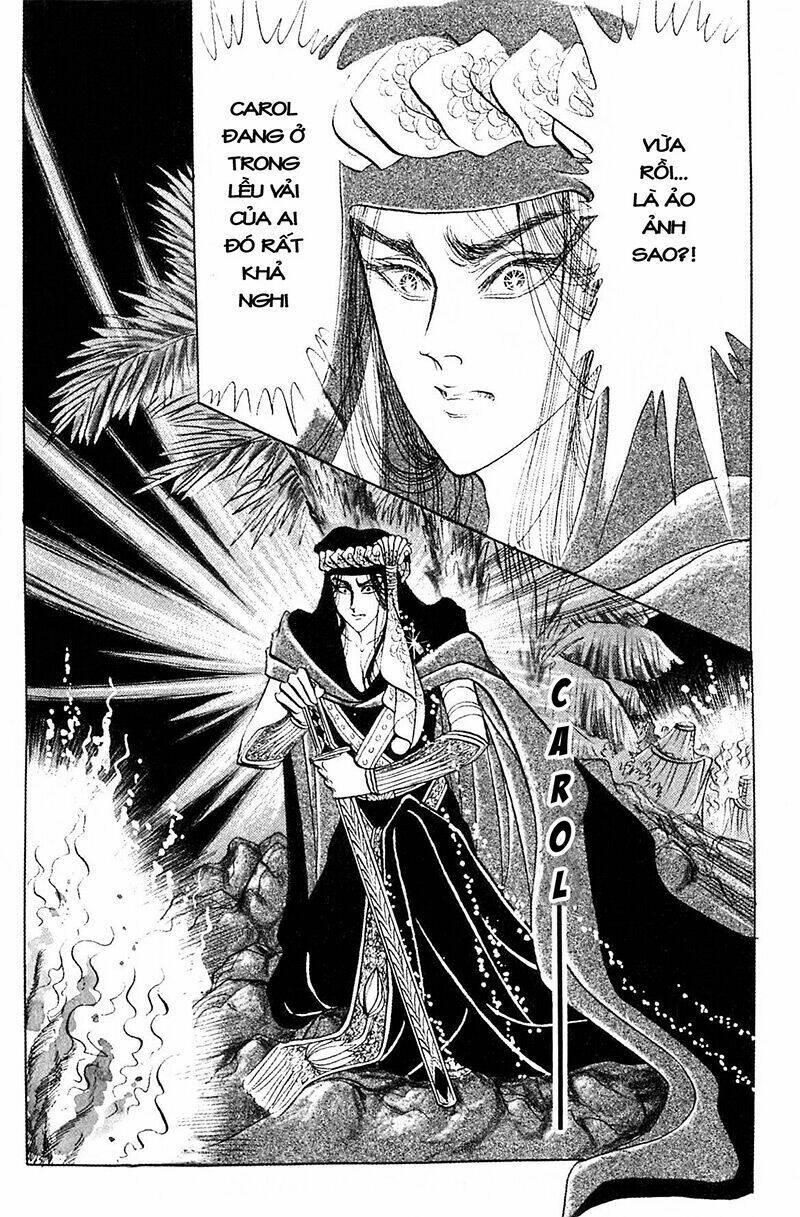 VỪA
RỒI...
LÀ ẢO
ẢNH
SAO?!
CAROL
ĐANG Ở
TRONG
LỀU VẢI
CỦA AI
ĐÓ RẤT
KHẢ
NGHI
CAROL